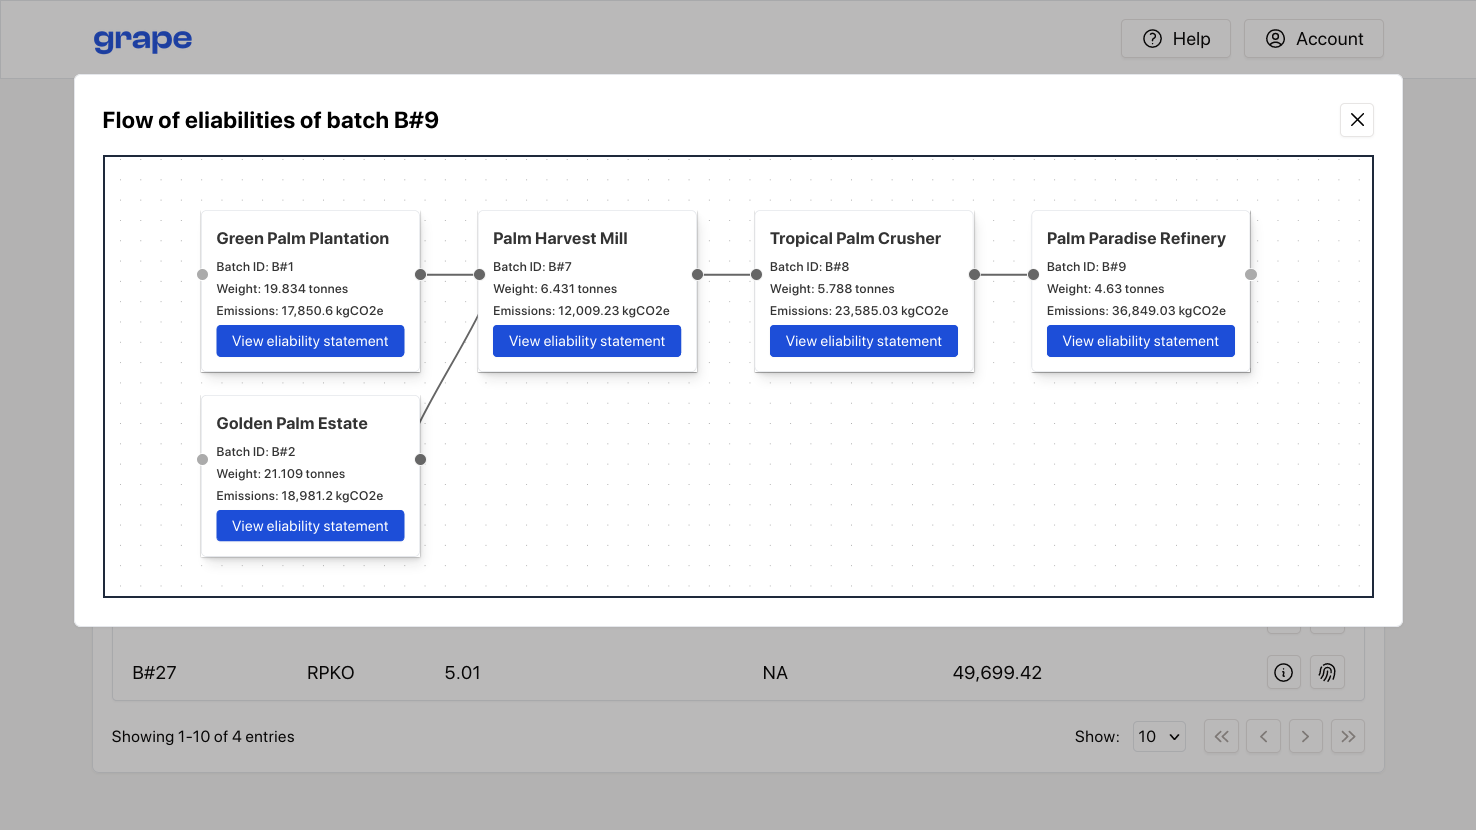 grape
Help
Account
Flow of eliabilities of batch B#9
Green Palm Plantation
Batch ID: B#1
Weight: 19.834 tonnes
Emissions: 17,850.6 kgCO2e
View eliability statement
Palm Harvest Mill
Batch ID: B#7
Weight: 6.431 tonnes
Emissions: 12,009.23 kgCO2e
View eliability statement
Tropical Palm Crusher
Batch ID: B#8
Weight: 5.788 tonnes
Emissions: 23,585.03 kgCO2e
View eliability statement
Palm Paradise Refinery
Batch ID: B#9
Weight: 4.63 tonnes
Emissions: 36,849.03 kgCO2e
View eliability statement
Golden Palm Estate
Batch ID: B#2
Weight: 21.109 tonnes
Emissions: 18,981.2 kgCO2e
View eliability statement
B#27 RPKO 5.01 NA 49,699.42
Showing 1-10 of 4 entries
Show: 10